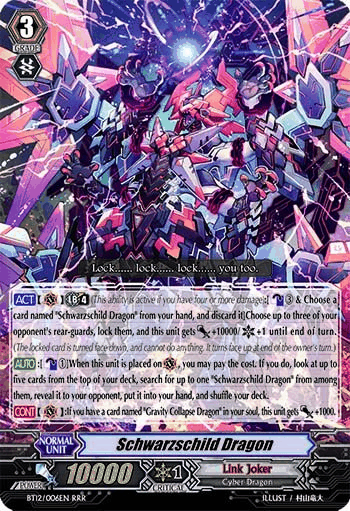 3
GRADE
Lock...... lock...... lock...... you too.
ACT [ ] LB 4 (This ability is active if you have four or more damage):[ 3 & Choose a
card named "Schwarzschild Dragon" from your hand, and discard it] Choose up to three of your
opponent's rear-guards, lock them, and this unit gets +10000/ +1 until end of turn.
(The locked card is turned face down, and cannot do anything. It turns face up at end of the owner's turn.)
AUTO : [ 1 ] When this unit is placed on , you may pay the cost. If you do, look at up to
five cards from the top of your deck, search for up to one "Schwarzschild Dragon" from among
them, reveal it to your opponent, put it into your hand, and shuffle your deck.
CONT [ ]:If you have a card named "Gravity Collapse Dragon" in your soul, this unit gets +1000.
NORMAL
UNIT
Schwarzschild Dragon
POWER
10000
1
CRITICAL
Link Joker
Cyber Dragon
BT12/006EN RRR
ILLUST / 村山竜大